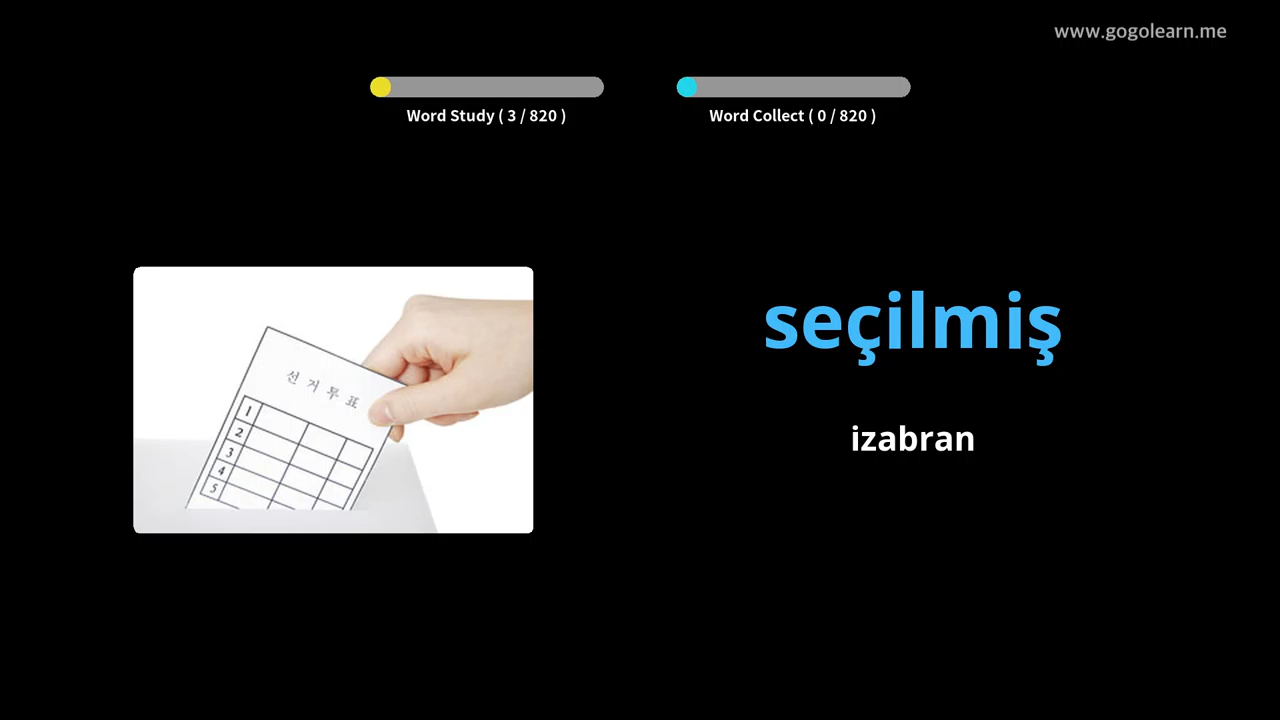 www.gogolearn.me
Word Study ( 3 / 820 )
Word Collect ( 0 / 820 )
선 거 투 표
1
2
3
4
5
seçilmiş
izabran